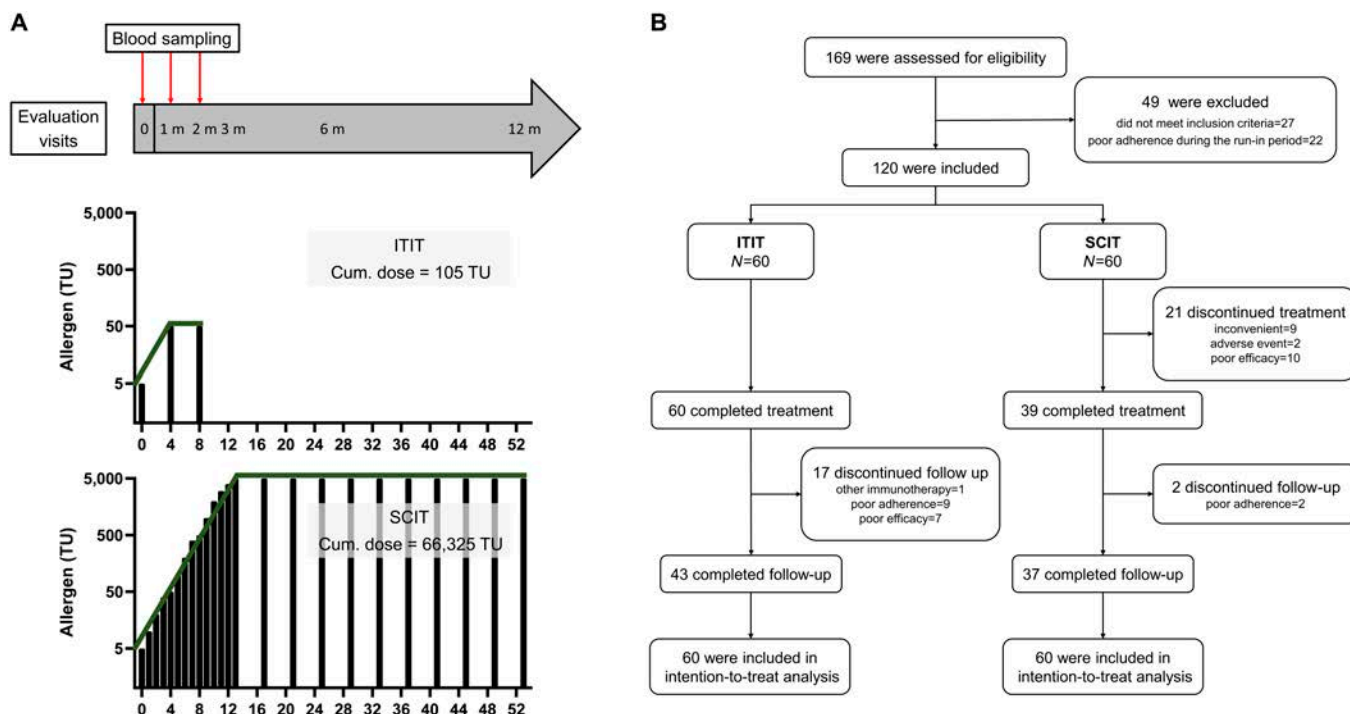 A
Blood sampling
Evaluation
visits
0
1 m
2 m
3 m
6 m
12 m
Allergen (TU)
5,000
500
50
5
ITIT
Cum. dose = 105 TU
0 4 8 12 16 20 24 28 32 36 40 44 48 52
Allergen (TU)
5,000
500
50
5
SCIT
Cum. dose = 66,325 TU
0 4 8 12 16 20 24 28 32 36 40 44 48 52
B
169 were assessed for eligibility
49 were excluded
did not meet inclusion criteria=27
poor adherence during the run-in period=22
120 were included
ITIT
N=60
SCIT
N=60
21 discontinued treatment
inconvenient=9
adverse event=2
poor efficacy=10
60 completed treatment
39 completed treatment
17 discontinued follow up
other immunotherapy=1
poor adherence=9
poor efficacy=7
2 discontinued follow-up
poor adherence=2
43 completed follow-up
37 completed follow-up
60 were included in
intention-to-treat analysis
60 were included in
intention-to-treat analysis